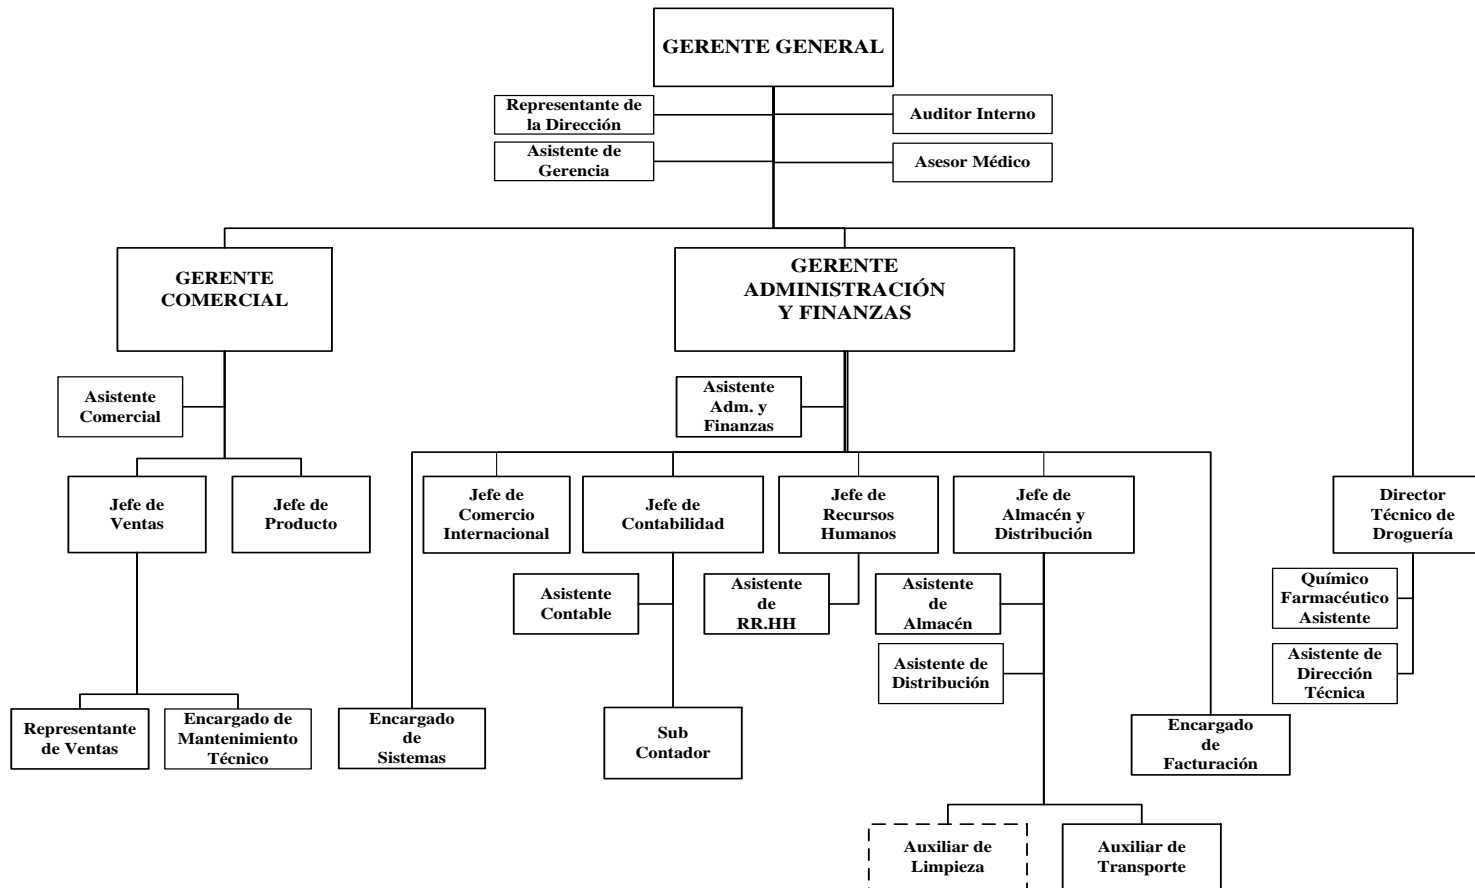 GERENTE GENERAL
Representante de
la Dirección
Auditor Interno
Asistente de
Gerencia
Asesor Médico
GERENTE
COMERCIAL
GERENTE
ADMINISTRACIÓN
Y FINANZAS
Asistente
Comercial
Asistente
Adm. y
Finanzas
Jefe de
Ventas
Jefe de
Producto
Jefe de
Comercio
Internacional
Jefe de
Contabilidad
Jefe de
Recursos
Humanos
Jefe de
Almacén y
Distribución
Director
Técnico de
Droguería
Asistente
Contable
Asistente
de
RR.HH
Asistente
de
Almacén
Químico
Farmacéutico
Asistente
Asistente de
Distribución
Asistente de
Dirección
Técnica
Representante
de Ventas
Encargado de
Mantenimiento
Técnico
Encargado
de
Sistemas
Sub
Contador
Encargado
de
Facturación
Auxiliar de
Limpieza
Auxiliar de
Transporte